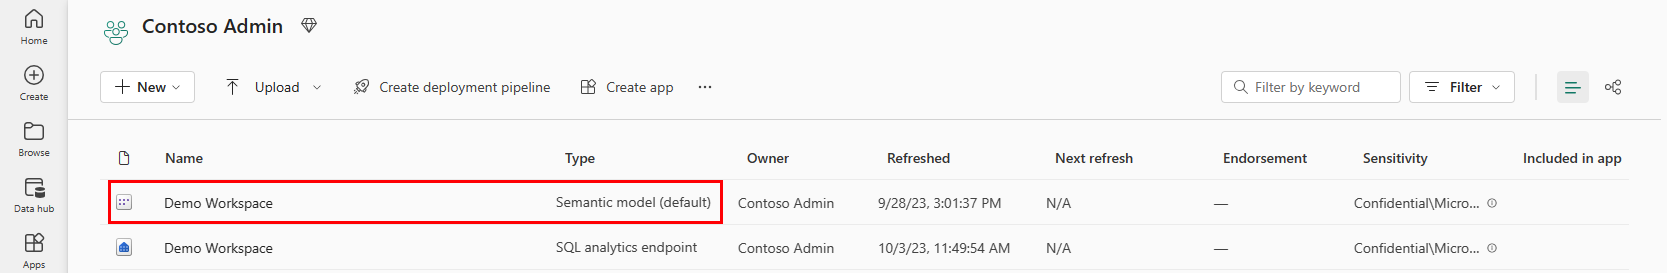 Contoso Admin
Home
Create
Browse
Data hub
Apps
New Upload Create deployment pipeline Create app ··· Filter by keyword Filter
Name Type Owner Refreshed Next refresh Endorsement Sensitivity Included in app
Demo Workspace Semantic model (default) Contoso Admin 9/28/23, 3:01:37 PM N/A — Confidential\Micro...
Demo Workspace SQL analytics endpoint Contoso Admin 10/3/23, 11:49:54 AM N/A — Confidential\Micro...